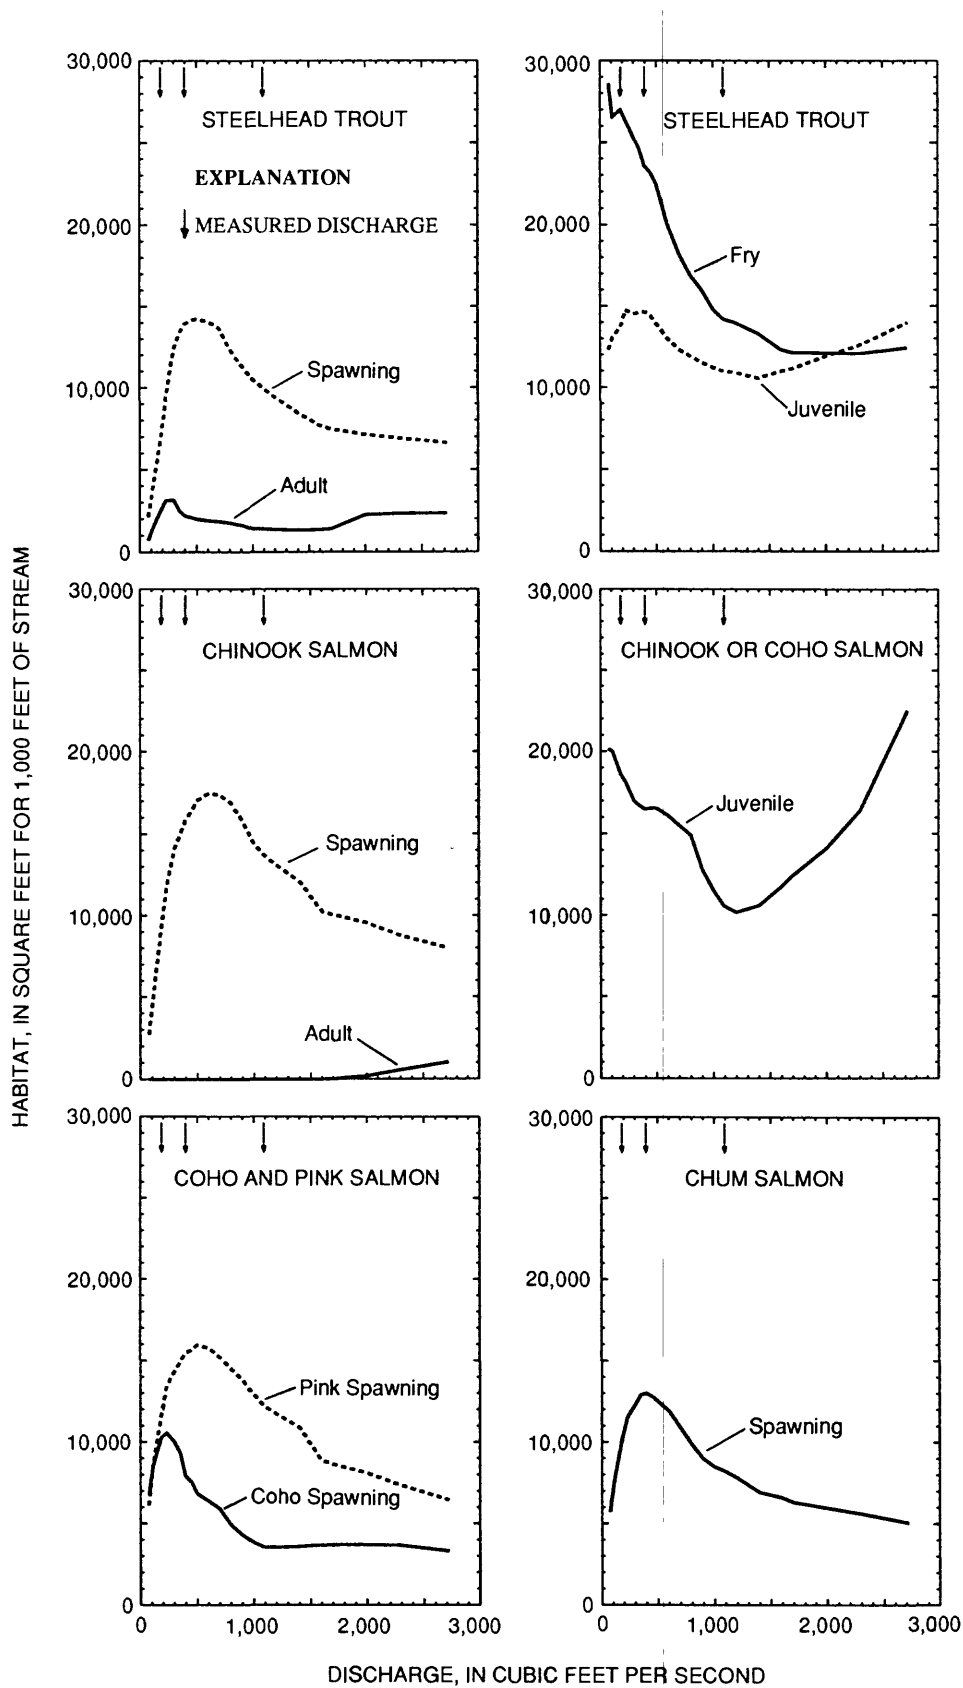 HABITAT, IN SQUARE FEET FOR 1,000 FEET OF STREAM
30,000
20,000
10,000
0
STEELHEAD TROUT
EXPLANATION
MEASURED DISCHARGE
Spawning
Adult
30,000
20,000
10,000
0
STEELHEAD TROUT
Fry
Juvenile
30,000
20,000
10,000
0
CHINOOK SALMON
Spawning
Adult
30,000
20,000
10,000
0
CHINOOK OR COHO SALMON
Juvenile
30,000
20,000
10,000
0
COHO AND PINK SALMON
Pink Spawning
Coho Spawning
0 1,000 2,000 3,000
30,000
20,000
10,000
0
CHUM SALMON
Spawning
0 1,000 2,000 3,000
DISCHARGE, IN CUBIC FEET PER SECOND